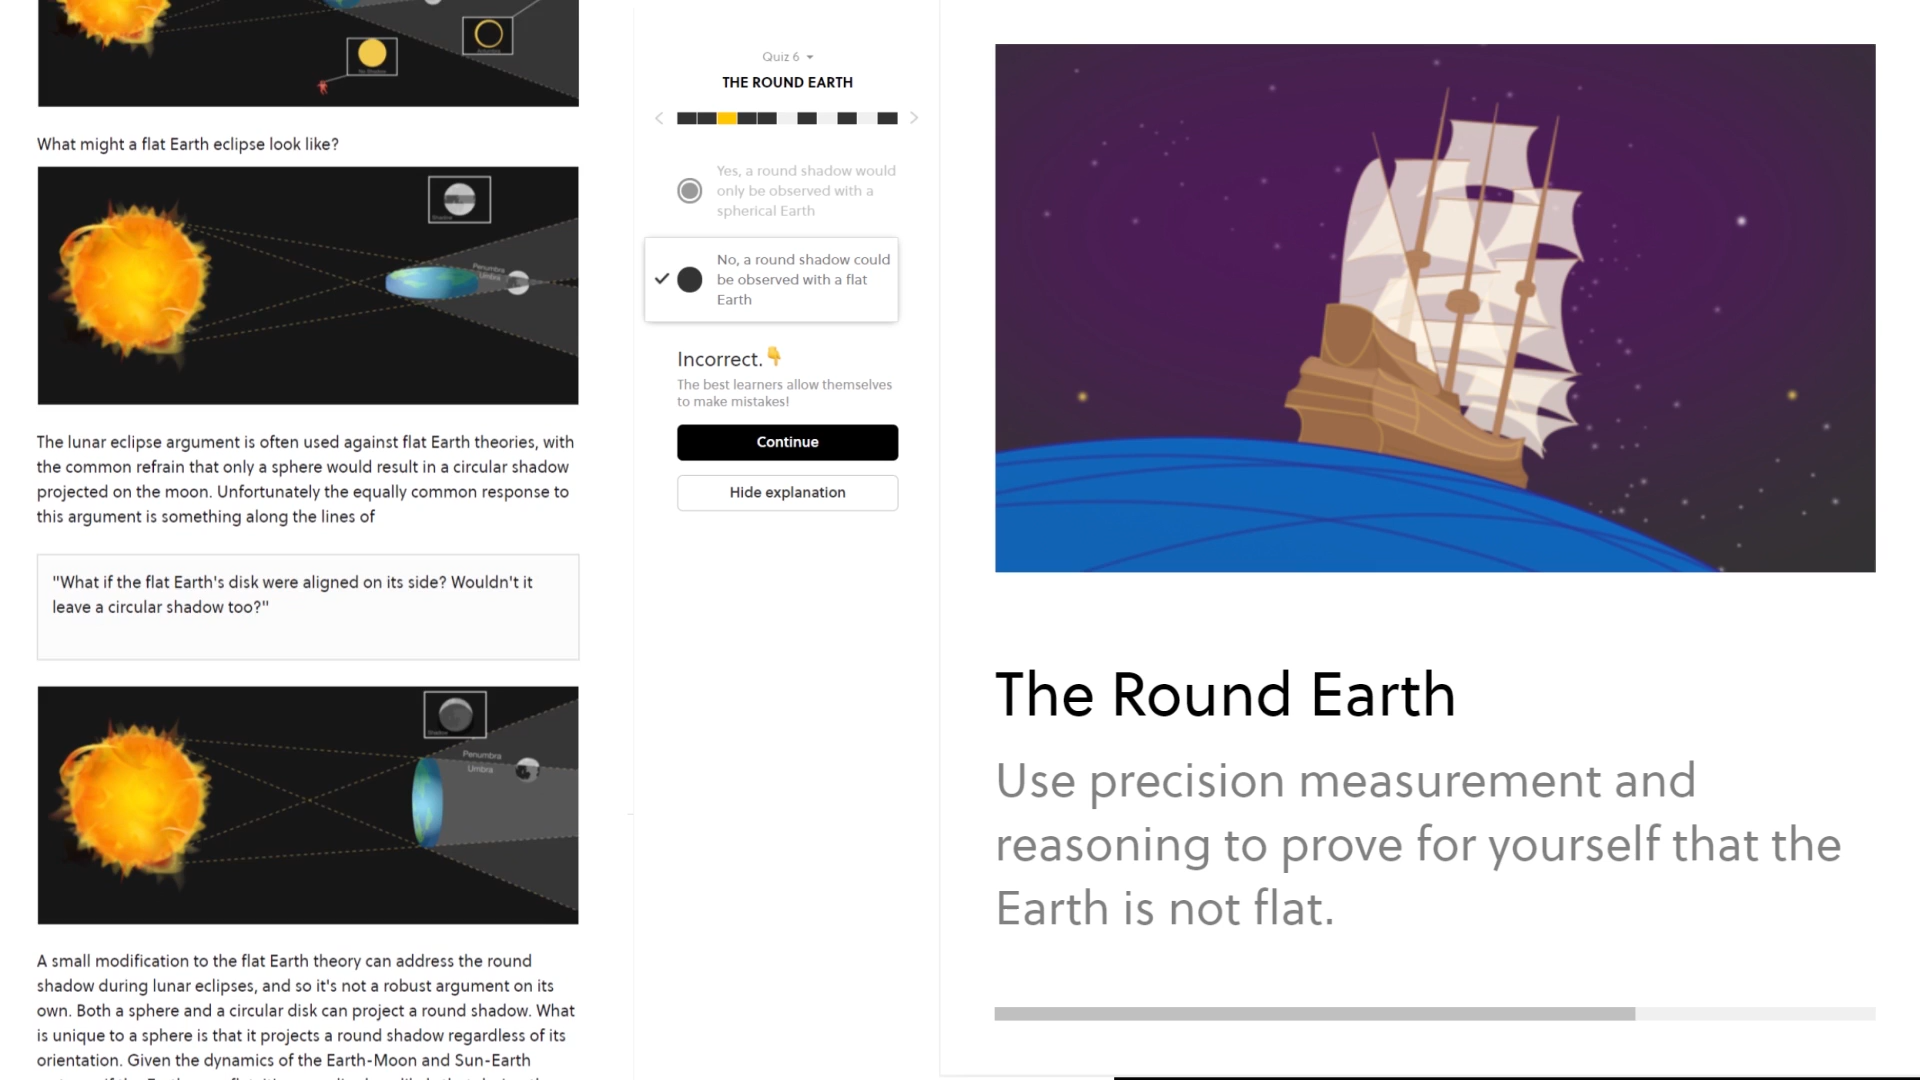 What might a flat Earth eclipse look like?
Penumbra
Umbra
The lunar eclipse argument is often used against flat Earth theories, with
the common refrain that only a sphere would result in a circular shadow
projected on the moon. Unfortunately the equally common response to
this argument is something along the lines of
"What if the flat Earth's disk were aligned on its side? Wouldn't it
leave a circular shadow too?"
Penumbra
Umbra
A small modification to the flat Earth theory can address the round
shadow during lunar eclipses, and so it's not a robust argument on its
own. Both a sphere and a circular disk can project a round shadow. What
is unique to a sphere is that it projects a round shadow regardless of its
orientation. Given the dynamics of the Earth-Moon and Sun-Earth
Quiz 6
THE ROUND EARTH
Yes, a round shadow would
only be observed with a
spherical Earth
No, a round shadow could
be observed with a flat
Earth
Incorrect.
The best learners allow themselves
to make mistakes!
Continue
Hide explanation
The Round Earth
Use precision measurement and
reasoning to prove for yourself that the
Earth is not flat.